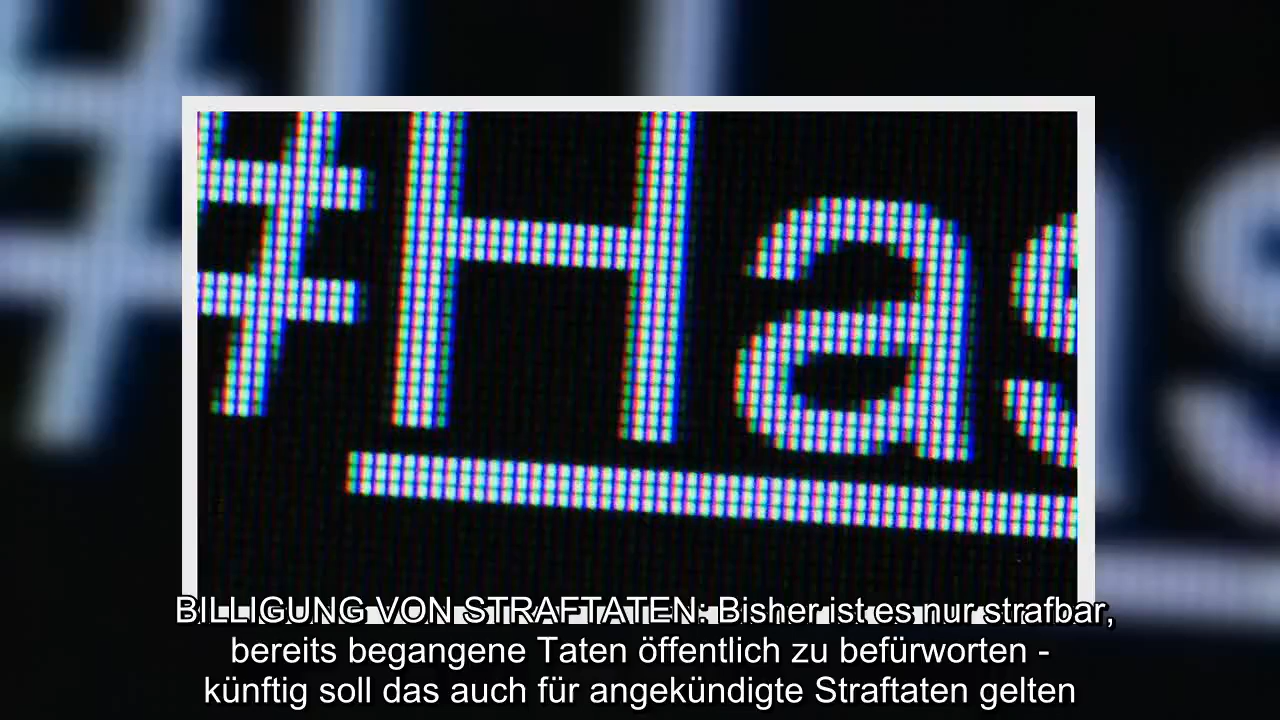 #Has
BILLIGUNG VON STRAFTATEN: Bisher ist es nur strafbar,
bereits begangene Taten öffentlich zu befürworten -
künftig soll das auch für angekündigte Straftaten gelten